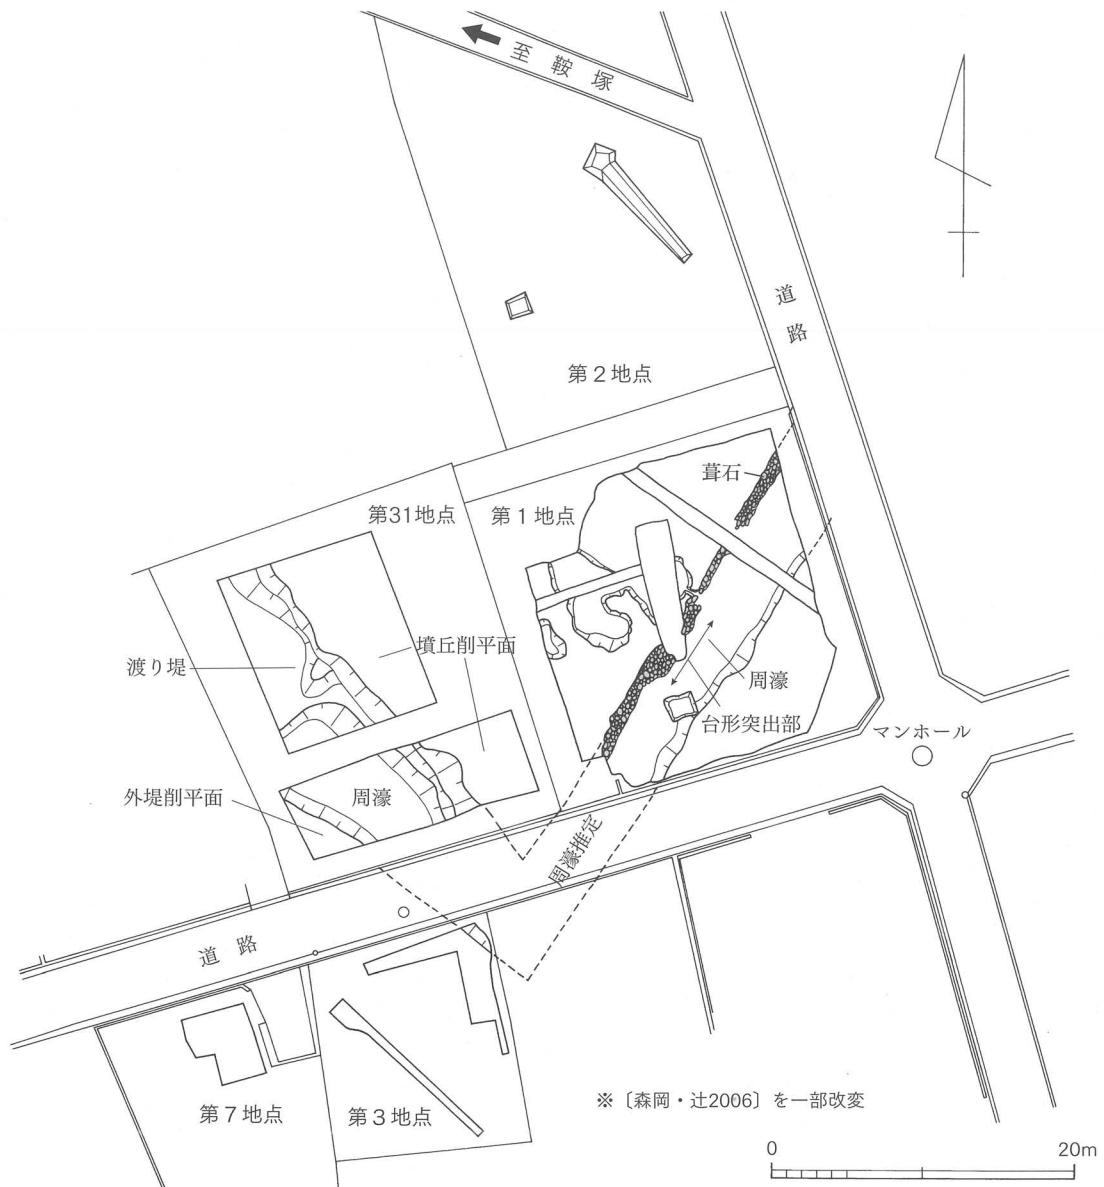 至鞍塚
道路
第2地点
葺石
第31地点
第1地点
渡り堤
墳丘削平面
周濠
台形突出部
マンホール
外堤削平面
周濠
周濠推定
道路
第7地点
第3地点
※〔森岡・辻2006〕を一部改変
0
20m